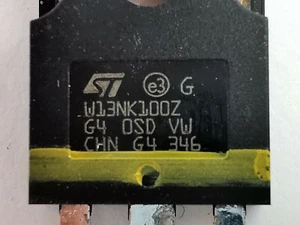 ST e3 G
W13NK100Z
G4 OSD VW
CHN G4 346